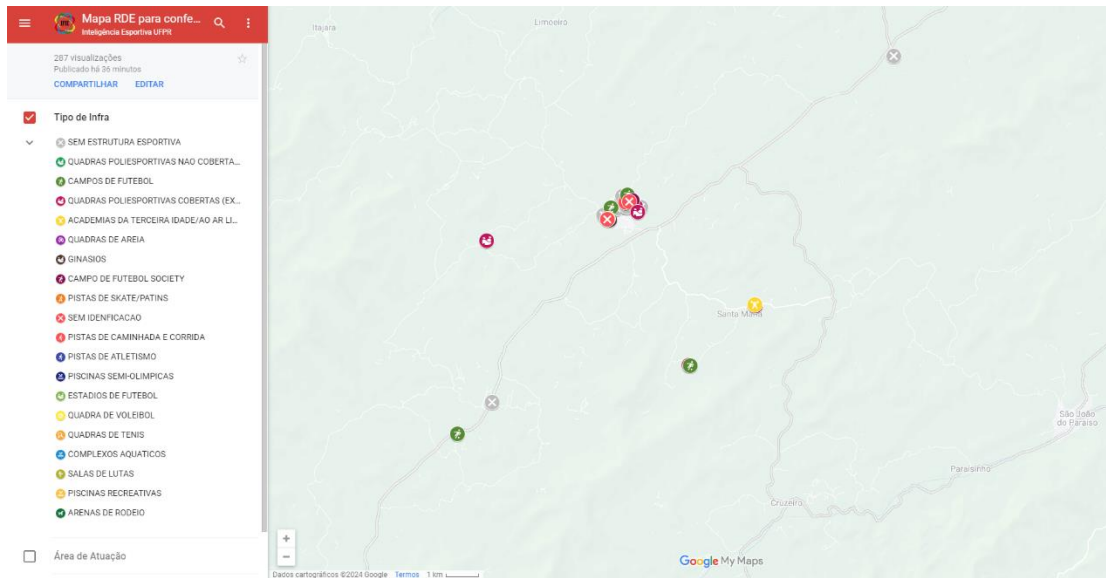 Mapa RDE para confe...
Inteligência Esportiva UFPR
287 visualizações
Publicado há 36 minutos
COMPARTILHAR EDITAR
Tipo de Infra
SEM ESTRUTURA ESPORTIVA
QUADRAS POLIESPORTIVAS NAO COBERTA...
CAMPOS DE FUTEBOL
QUADRAS POLIESPORTIVAS COBERTAS (EX...
ACADEMIAS DA TERCEIRA IDADE/AO AR LI...
QUADRAS DE AREIA
GINASIOS
CAMPO DE FUTEBOL SOCIETY
PISTAS DE SKATE/PATINS
SEM IDENFICACAO
PISTAS DE CAMINHADA E CORRIDA
PISTAS DE ATLETISMO
PISCINAS SEMI-OLIMPICAS
ESTADIOS DE FUTEBOL
QUADRA DE VOLEIBOL
QUADRAS DE TENIS
COMPLEXOS AQUATICOS
SALAS DE LUTAS
PISCINAS RECREATIVAS
ARENAS DE RODEIO
Área de Atuação
Itajara
Limoeiro
Santa Maria
São João
do Paraíso
Paraisinho
Cruzeiro
Google My Maps
Dados cartográficos ©2024 Google Termos 1 km